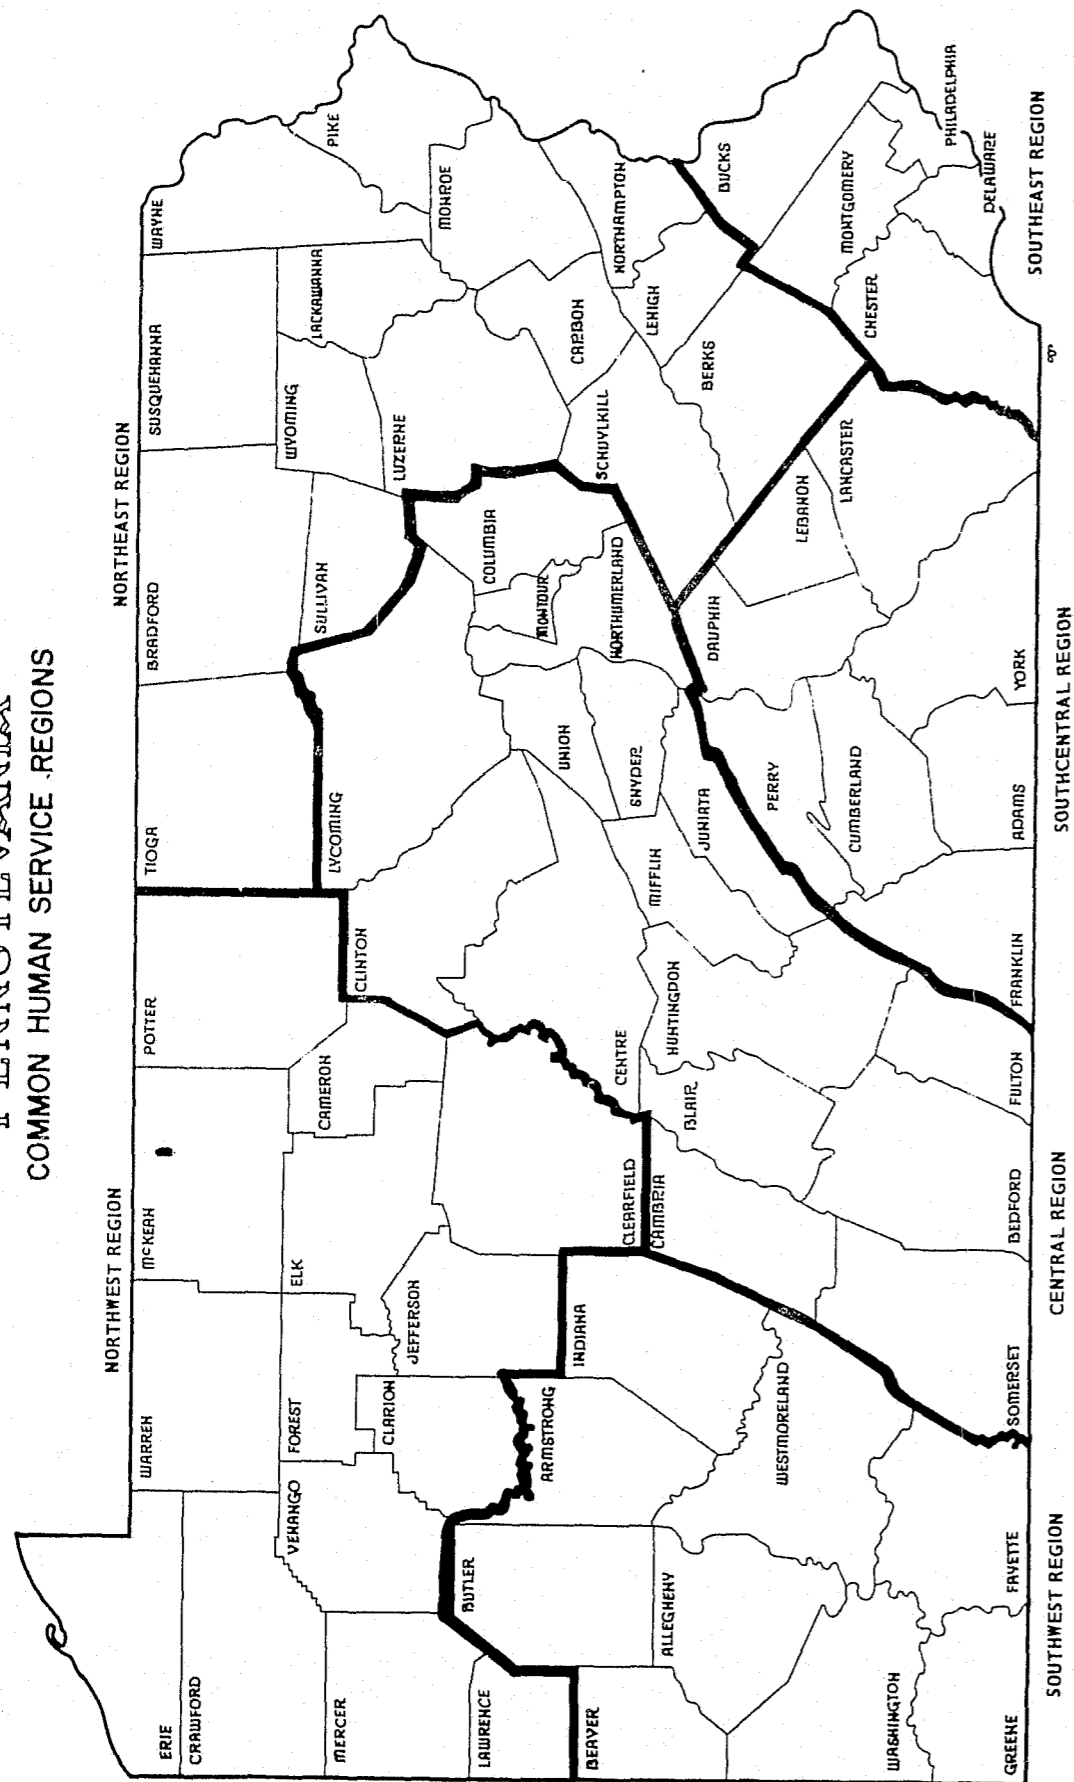 COMMON HUMAN SERVICE REGIONS
NORTHWEST REGION
NORTHEAST REGION
ERIE
CRAWFORD
WARREN
McKEAN
POTTER
TIOGA
BRADFORD
SUSQUEHANNA
WAYNE
MERCER
VENANGO
FOREST
ELK
CAMERON
CLINTON
LYCOMING
SULLIVAN
WYOMING
LACKAWANNA
PIKE
LAWRENCE
BUTLER
CLARION
JEFFERSON
LUZERNE
MONROE
COLUMBIA
MONTOUR
UNION
NORTHUMERLAND
SNYDER
CARBON
NORTHAMPTON
BEAVER
ARMSTRONG
INDIANA
CLEARFIELD
CENTRE
CAMBRIA
BLAIR
HUNTINGDON
MIFFLIN
JUNIATA
DAUPHIN
SCHUYLKILL
LEHIGH
BERKS
BUCKS
ALLEGHENY
WESTMORELAND
PERRY
CUMBERLAND
LEBANON
LANCASTER
CHESTER
MONTGOMERY
PHILADELPHIA
DELAWARE
WASHINGTON
GREENE
FAYETTE
SOMERSET
BEDFORD
FULTON
FRANKLIN
ADAMS
YORK
SOUTHWEST REGION
CENTRAL REGION
SOUTHCENTRAL REGION
SOUTHEAST REGION